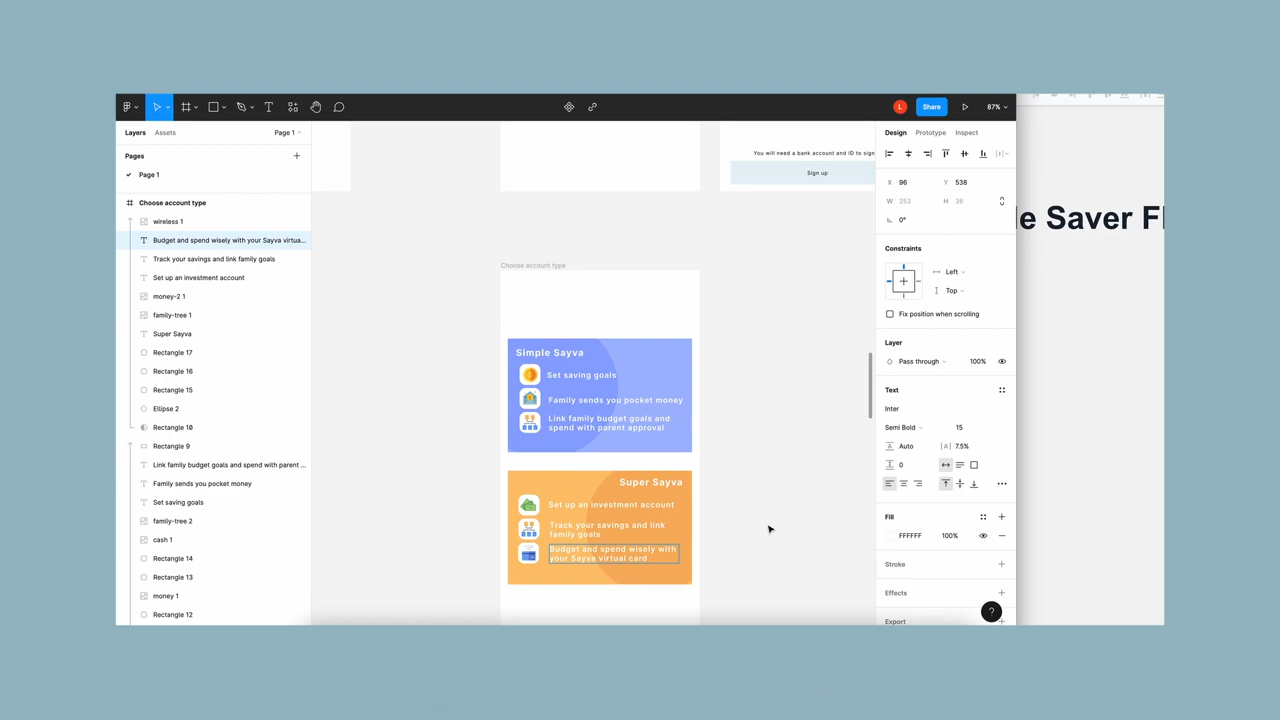 L
Share
87%
Layers
Assets
Page 1
Pages
Page 1
Choose account type
wireless 1
Budget and spend wisely with your Sayva virtua...
Track your savings and link family goals
Set up an investment account
money-2 1
family-tree 1
Super Sayva
Rectangle 17
Rectangle 16
Rectangle 15
Ellipse 2
Rectangle 10
Rectangle 9
Link family budget goals and spend with parent ...
Family sends you pocket money
Set saving goals
family-tree 2
cash 1
Rectangle 14
Rectangle 13
money 1
Rectangle 12
You will need a bank account and ID to sign
Sign up
Choose account type
Simple Sayva
Set saving goals
Family sends you pocket money
Link family budget goals and
spend with parent approval
Super Sayva
Set up an investment account
Track your savings and link
family goals
Budget and spend wisely with
your Sayva virtual card
Design
Prototype
Inspect
X 96
Y 538
W 253
H 36
0°
Constraints
Left
Top
Fix position when scrolling
Layer
Pass through
100%
Text
Inter
Semi Bold
15
Auto
|A| 7.5%
0
Fill
FFFFFF
100%
Stroke
Effects
Export
?
Saver